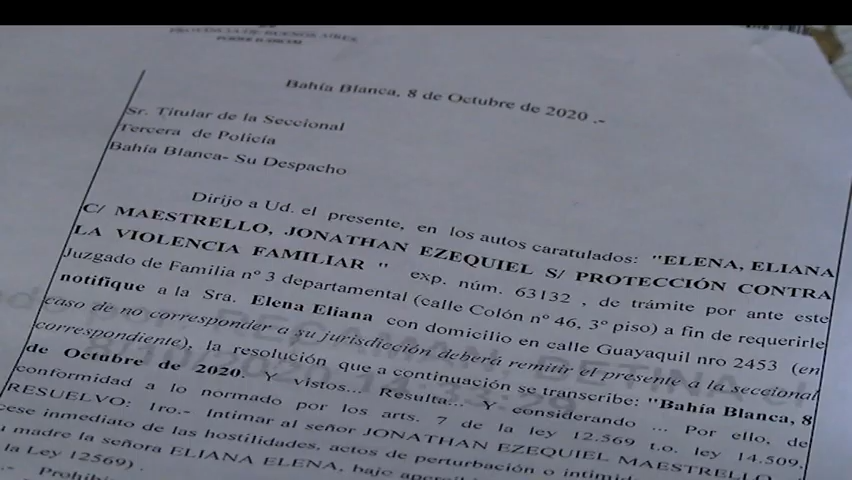 PROVINCIA DE BUENOS AIRES
PODER JUDICIAL
Bahía Blanca, 8 de Octubre de 2020 .-
Sr. Titular de la Seccional
Tercera de Policía
Bahía Blanca- Su Despacho
Dirijo a Ud. el presente, en los autos caratulados: "ELENA, ELIANA
C/ MAESTRELLO, JONATHAN EZEQUIEL S/ PROTECCIÓN CONTRA
LA VIOLENCIA FAMILIAR " exp. núm. 63132 , de trámite por ante este
Juzgado de Familia nº 3 departamental (calle Colón nº 46, 3º piso) a fin de requerirle
notifique a la Sra. Elena Eliana con domicilio en calle Guayaquil nro 2453 (en
caso de no corresponder a su jurisdicción deberá remitir el presente a la seccional
correspondiente), la resolución que a continuación se transcribe: "Bahía Blanca, 8
de Octubre de 2020. Y vistos... Resulta... Y considerando ... Por ello, de
conformidad a lo normado por los arts. 7 de la ley 12.569 t.o. ley 14.509,
RESUELVO: 1ro.- Intimar al señor JONATHAN EZEQUIEL MAESTRELLO
cese inmediato de las hostilidades, actos de perturbación o
madre la señora ELIANA ELENA, bajo
la Ley 12569) .